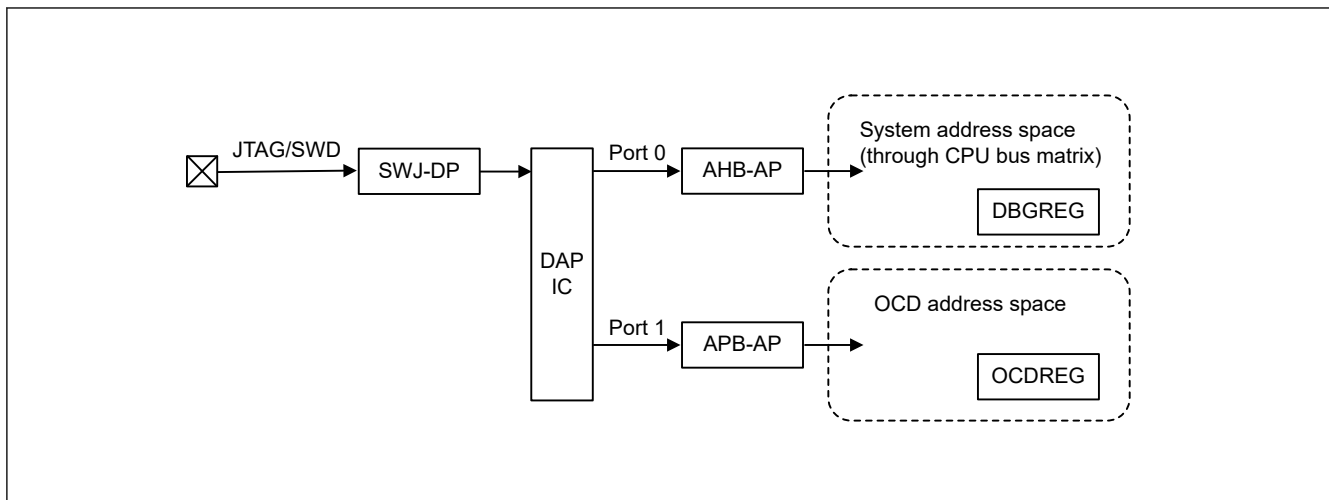 JTAG/SWD
SWJ-DP
DAP
IC
Port 0
AHB-AP
System address space
(through CPU bus matrix)
DBGREG
Port 1
APB-AP
OCD address space
OCDREG